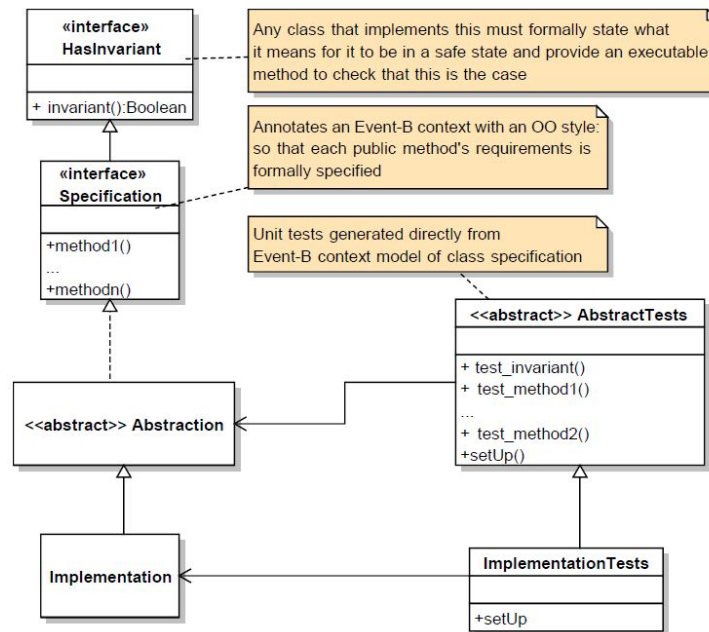 «interface»
HasInvariant
+ invariant():Boolean
Any class that implements this must formally state what
it means for it to be in a safe state and provide an executable
method to check that this is the case
«interface»
Specification
+method1()
...
+methodn()
Annotates an Event-B context with an OO style:
so that each public method's requirements is
formally specified
Unit tests generated directly from
Event-B context model of class specification
<<abstract>> AbstractTests
+ test_invariant()
+ test_method1()
...
+ test_method2()
+setUp()
<<abstract>> Abstraction
Implementation
ImplementationTests
+setUp